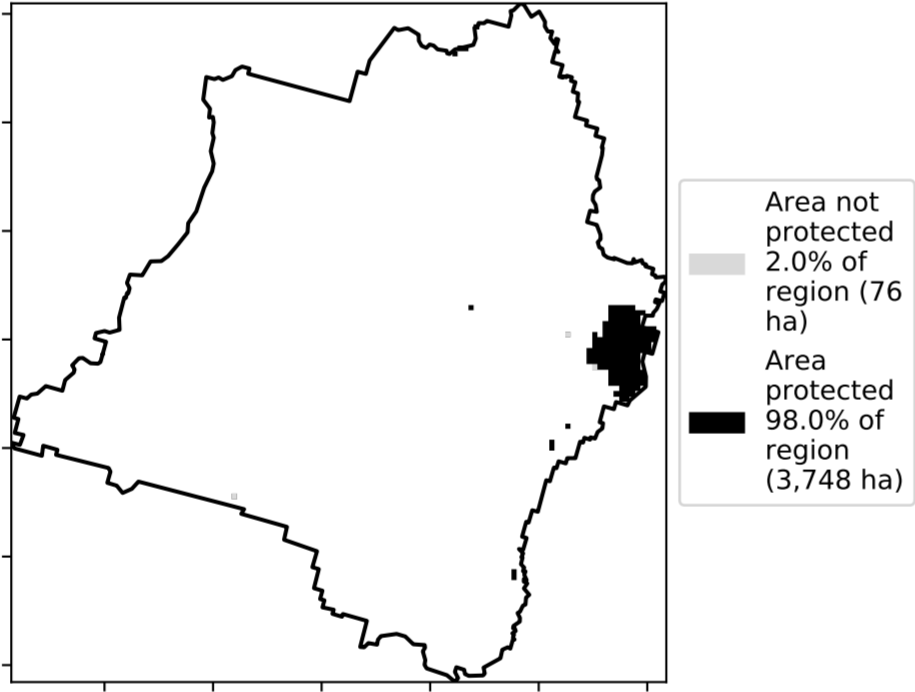 Area not
protected
2.0% of
region (76
ha)
Area
protected
98.0% of
region
(3,748 ha)